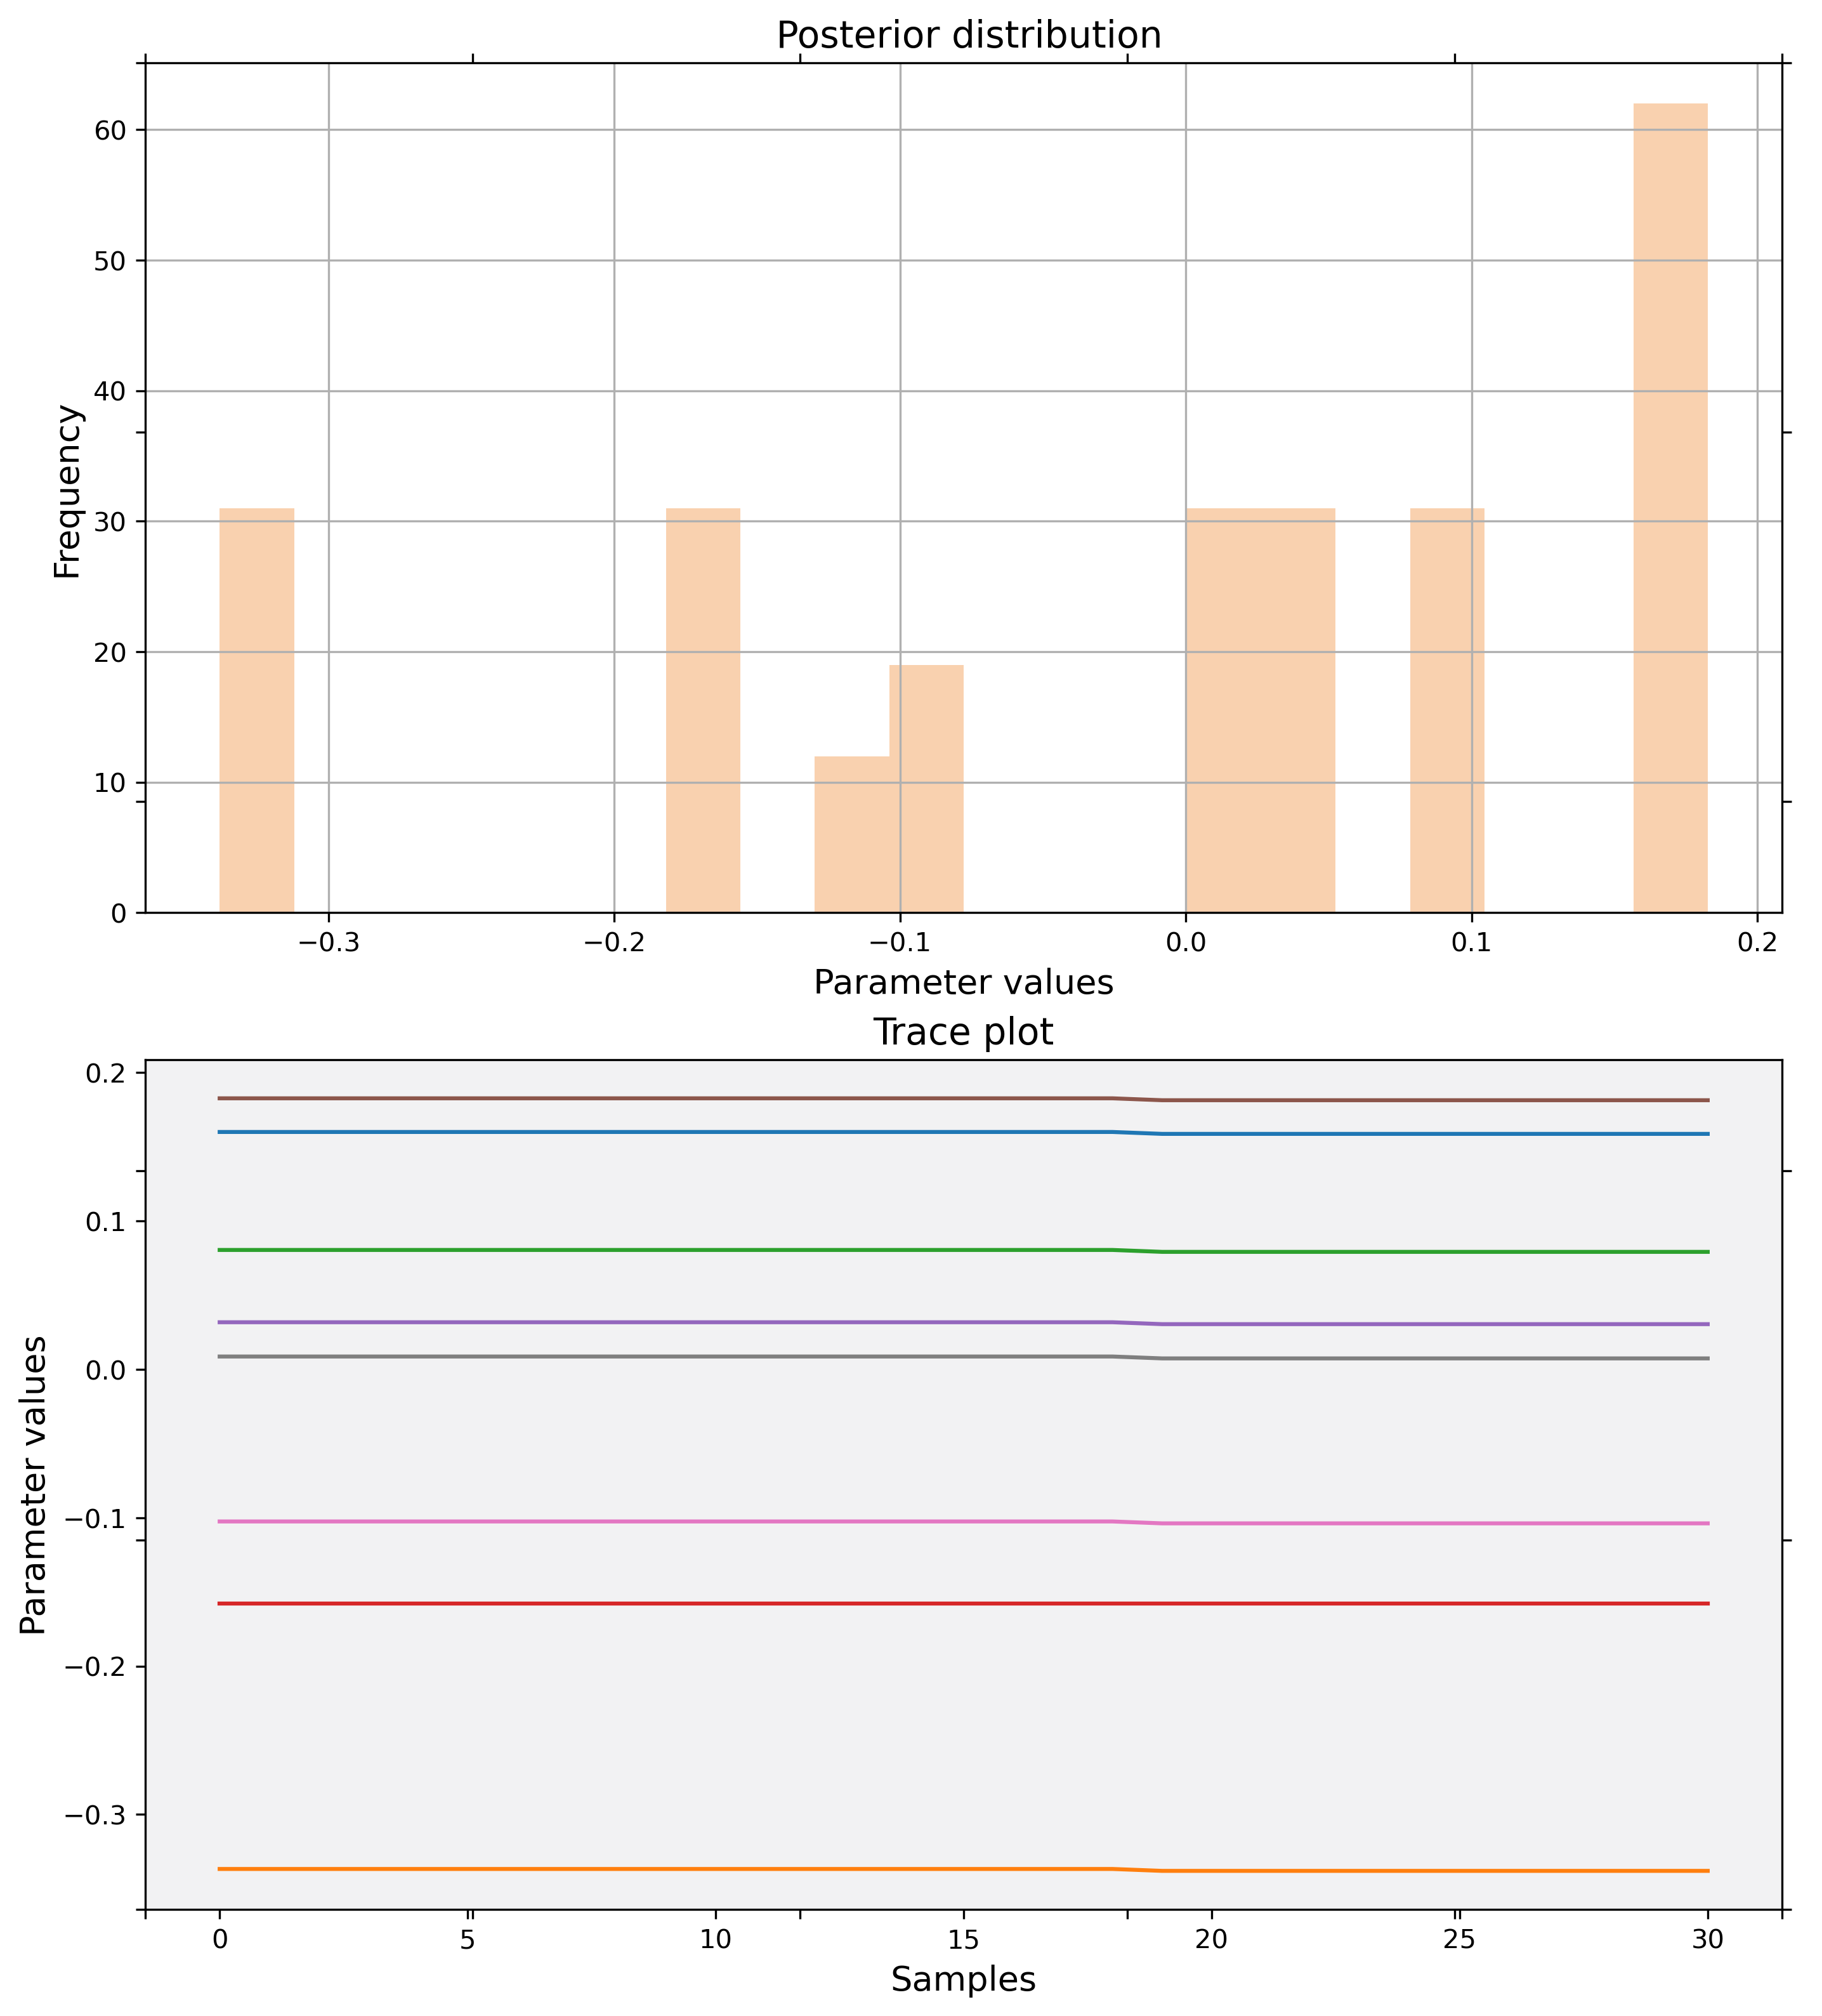 Posterior distribution
60
50
40
30
20
10
0
Frequency
−0.3 −0.2 −0.1 0.0 0.1 0.2
Parameter values
Trace plot
0.2
0.1
0.0
−0.1
−0.2
−0.3
Parameter values
0 5 10 15 20 25 30
Samples